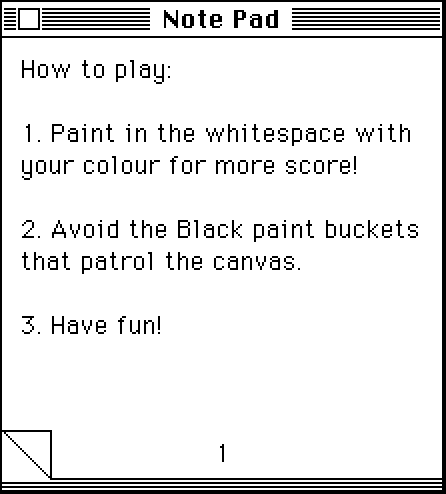 Note Pad
How to play:
1. Paint in the whitespace with
your colour for more score!
2. Avoid the Black paint buckets
that patrol the canvas.
3. Have fun!
1